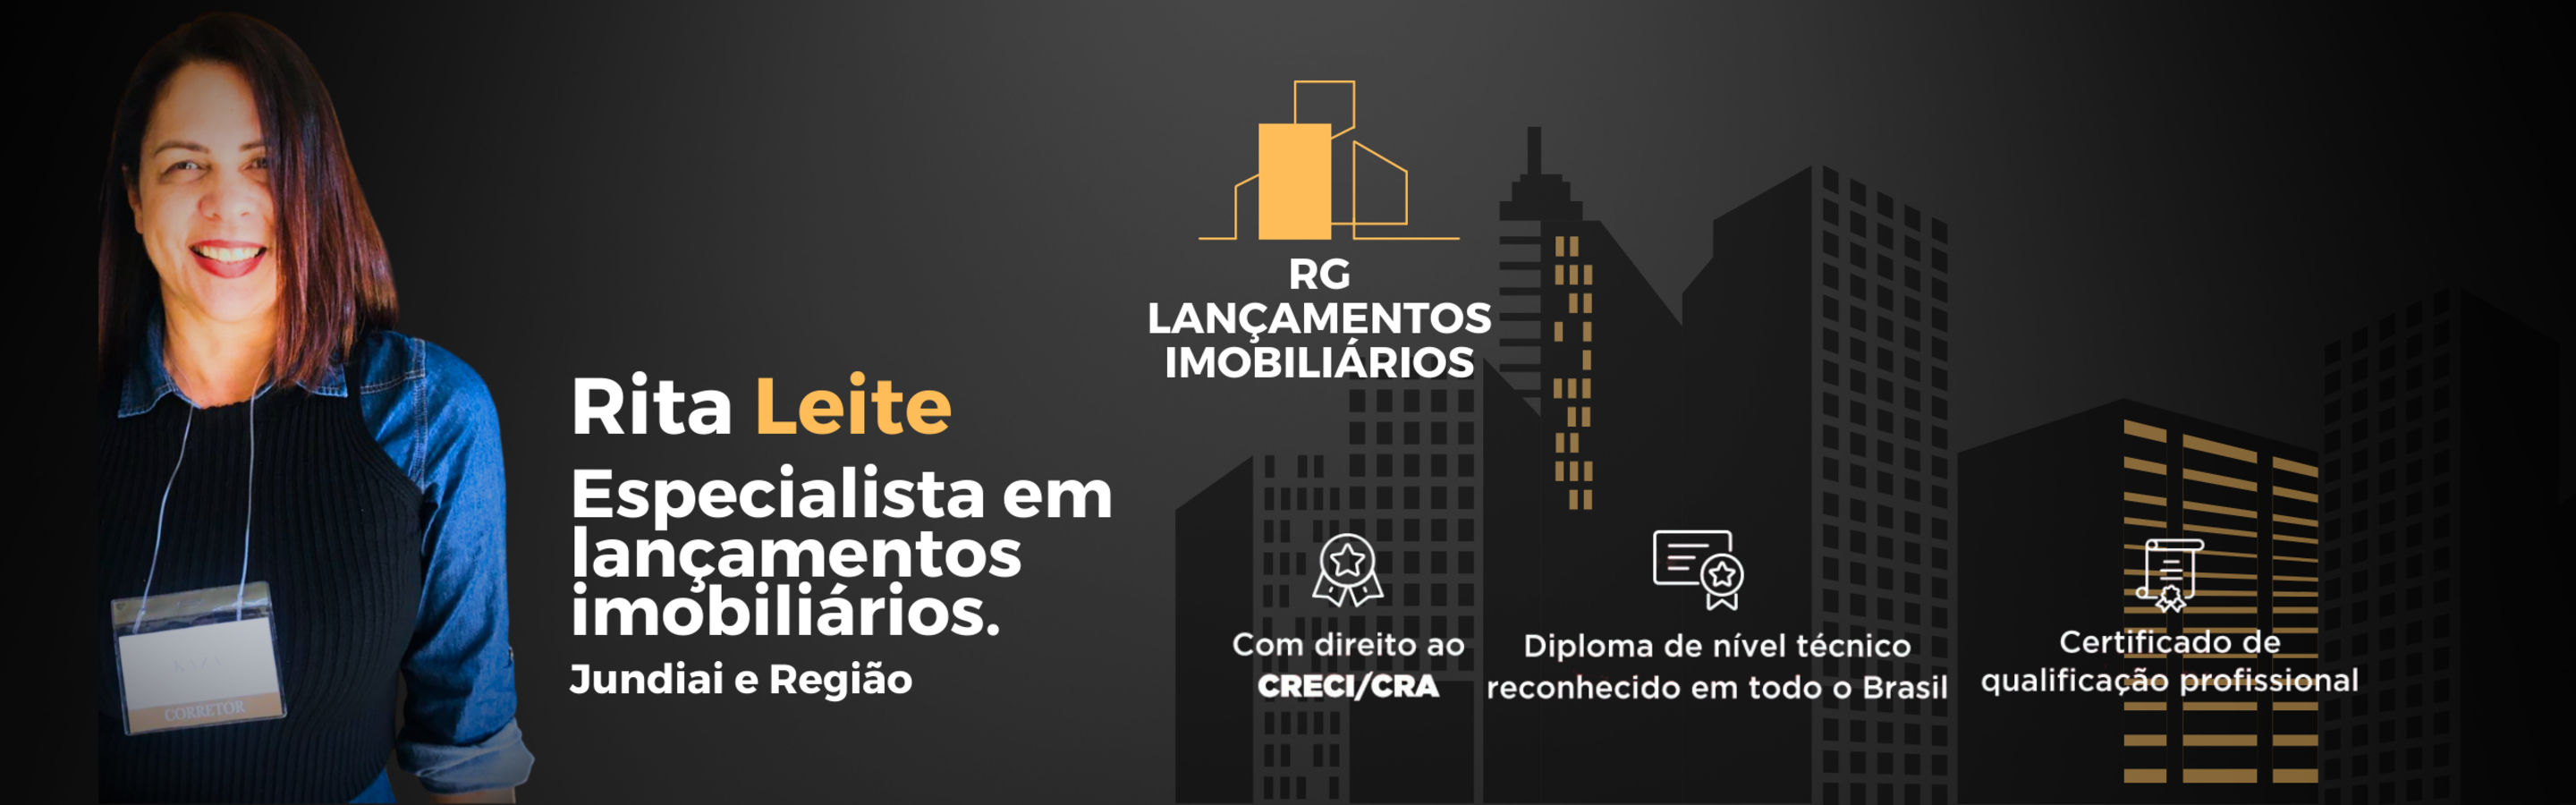 Rita Leite
Especialista em
lançamentos
imobiliários.
Jundiai e Região
CORRETOR
RG
LANÇAMENTOS
IMOBILIÁRIOS
Com direito ao
CRECI/CRA
Diploma de nível técnico
reconhecido em todo o Brasil
Certificado de
qualificação profissional